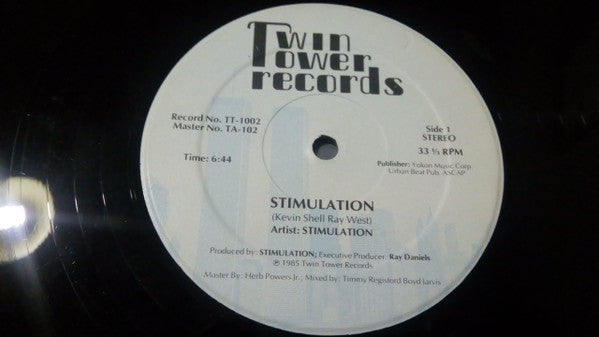 Twin
Tower
records
Record No. TT-1002
Master No. TA-102
Side 1
STEREO
Time: 6:44
33 ⅓ RPM
Publisher: Yukon Music Corp.
Urban Beat Pub. ASCAP
STIMULATION
(Kevin Shell Ray West)
Artist: STIMULATION
Produced by: STIMULATION; Executive Producer: Ray Daniels
℗ 1985 Twin Tower Records
Master By: Herb Powers Jr.; Mixed by: Timmy Registord Boyd Jarvis